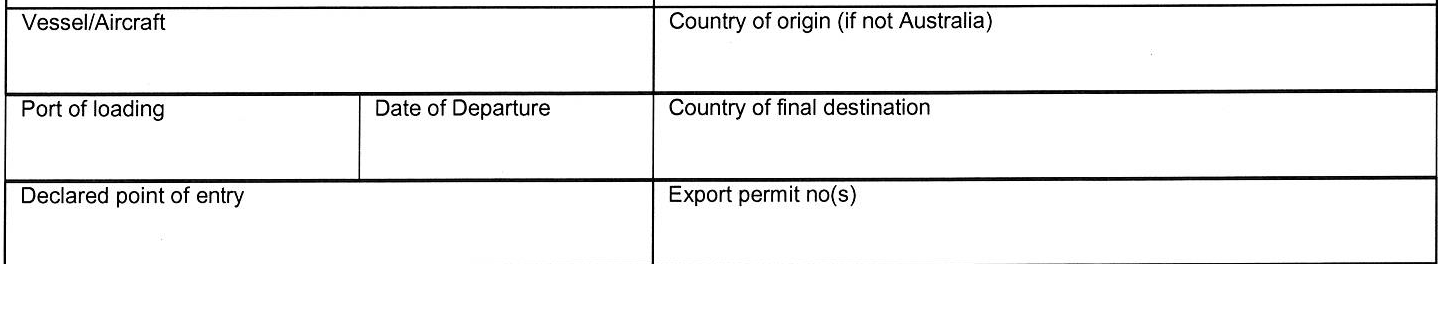 Vessel/Aircraft
Country of origin (if not Australia)
Port of loading
Date of Departure
Country of final destination
Declared point of entry
Export permit no(s)